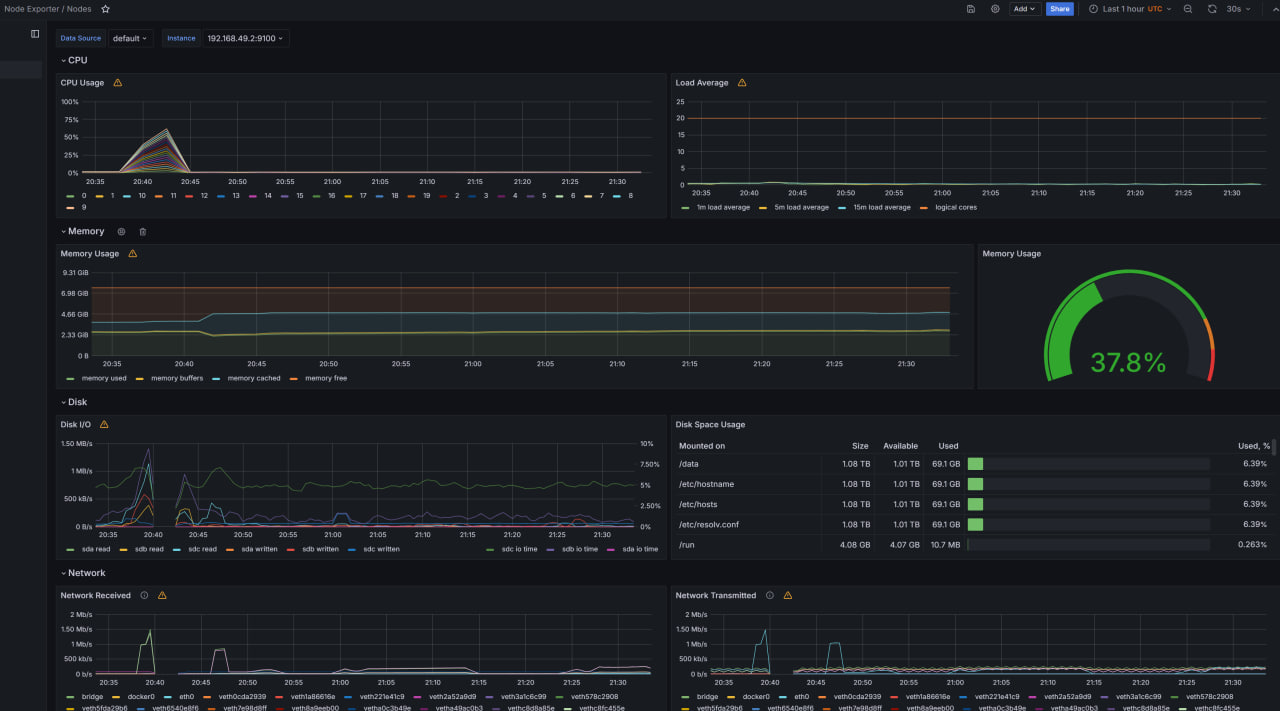 Node Exporter / Nodes
Add
Share
Last 1 hour UTC
30s
Data Source default Instance 192.168.49.2:9100
CPU
CPU Usage
100%
75%
50%
25%
0%
20:35 20:40 20:45 20:50 20:55 21:00 21:05 21:10 21:15 21:20 21:25 21:30
0 1 10 11 12 13 14 15 16 17 18 19 2 3 4 5 6 7 8
9
Load Average
25
20
15
10
5
0
20:35 20:40 20:45 20:50 20:55 21:00 21:05 21:10 21:15 21:20 21:25 21:30
1m load average 5m load average 15m load average logical cores
Memory
Memory Usage
9.31 GiB
6.98 GiB
4.66 GiB
2.33 GiB
0 B
20:35 20:40 20:45 20:50 20:55 21:00 21:05 21:10 21:15 21:20 21:25 21:30
memory used memory buffers memory cached memory free
Memory Usage
37.8%
Disk
Disk I/O
1.50 MB/s
1 MB/s
500 kB/s
0 B/s
10%
7.50%
5%
2.50%
0%
20:35 20:40 20:45 20:50 20:55 21:00 21:05 21:10 21:15 21:20 21:25 21:30
sda read sdb read sdc read sda written sdb written sdc written sdc io time sdb io time sda io time
Disk Space Usage
Mounted on Size Available Used Used, %
/data 1.08 TB 1.01 TB 69.1 GB 6.39%
/etc/hostname 1.08 TB 1.01 TB 69.1 GB 6.39%
/etc/hosts 1.08 TB 1.01 TB 69.1 GB 6.39%
/etc/resolv.conf 1.08 TB 1.01 TB 69.1 GB 6.39%
/run 4.08 GB 4.07 GB 10.7 MB 0.263%
Network
Network Received
2 Mb/s
1.50 Mb/s
1 Mb/s
500 kb/s
0 b/s
20:35 20:40 20:45 20:50 20:55 21:00 21:05 21:10 21:15 21:20 21:25 21:30
bridge docker0 eth0 veth0cda2939 veth1a86616e veth221e41c9 veth2a52a9d9 veth3a1c6c99 veth578c2908
veth5fda29b6 veth6540e8f6 veth7e98d8ff veth8a9eeb00 vetha0c3b49e vetha49ac0b3 vethc8d8a85e vethc8fc455e
Network Transmitted
2 Mb/s
1.50 Mb/s
1 Mb/s
500 kb/s
0 b/s
20:35 20:40 20:45 20:50 20:55 21:00 21:05 21:10 21:15 21:20 21:25 21:30
bridge docker0 eth0 veth0cda2939 veth1a86616e veth221e41c9 veth2a52a9d9 veth3a1c6c99 veth578c2908
veth5fda29b6 veth6540e8f6 veth7e98d8ff veth8a9eeb00 vetha0c3b49e vetha49ac0b3 vethc8d8a85e vethc8fc455e